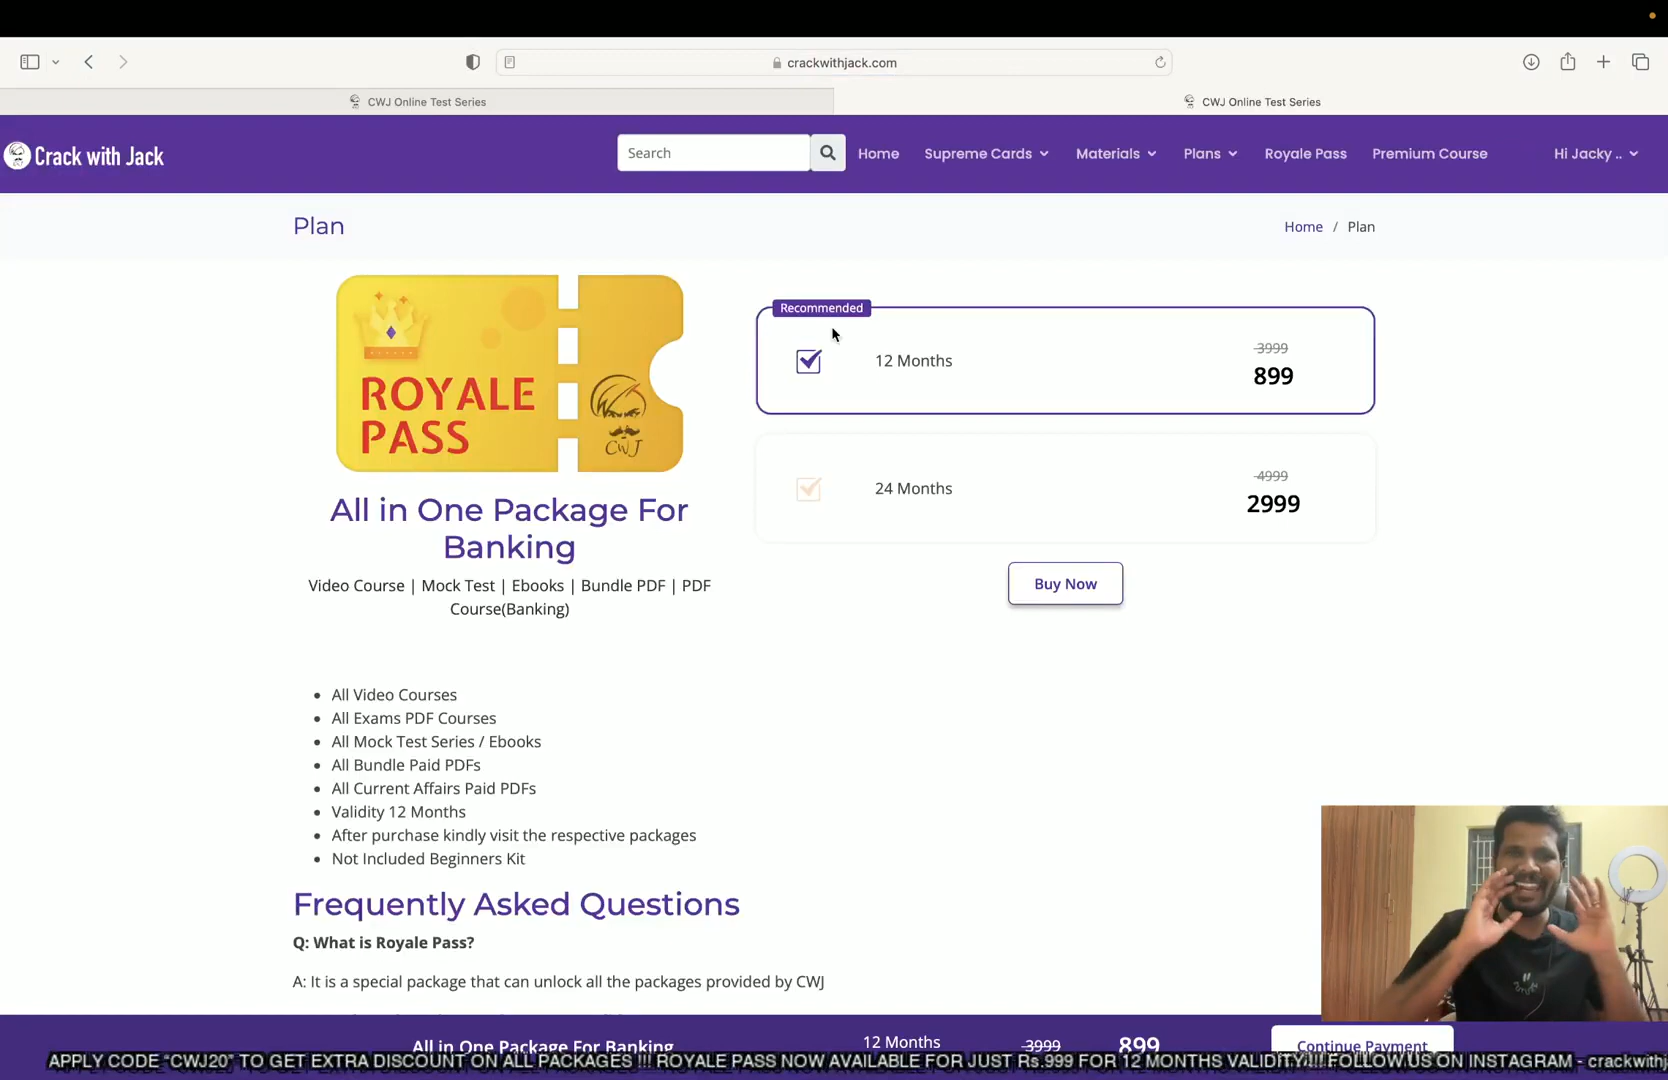 crackwithjack.com
CWJ Online Test Series
CWJ Online Test Series
Crack with Jack
Search
Home
Supreme Cards
Materials
Plans
Royale Pass
Premium Course
Hi Jacky ..
Plan
Home / Plan
ROYALE
PASS
CWJ
Recommended
12 Months
3999
899
24 Months
4999
2999
Buy Now
All in One Package For
Banking
Video Course | Mock Test | Ebooks | Bundle PDF | PDF
Course(Banking)
• All Video Courses
• All Exams PDF Courses
• All Mock Test Series / Ebooks
• All Bundle Paid PDFs
• All Current Affairs Paid PDFs
• Validity 12 Months
• After purchase kindly visit the respective packages
• Not Included Beginners Kit
Frequently Asked Questions
Q: What is Royale Pass?
A: It is a special package that can unlock all the packages provided by CWJ
All in One Package For Banking
12 Months
3999
899
Continue Payment
APPLY CODE “CWJ20” TO GET EXTRA DISCOUNT ON ALL PACKAGES !!! ROYALE PASS NOW AVAILABLE FOR JUST Rs.999 FOR 12 MONTHS VALIDITY!!! FOLLOW US ON INSTAGRAM - crackwithj